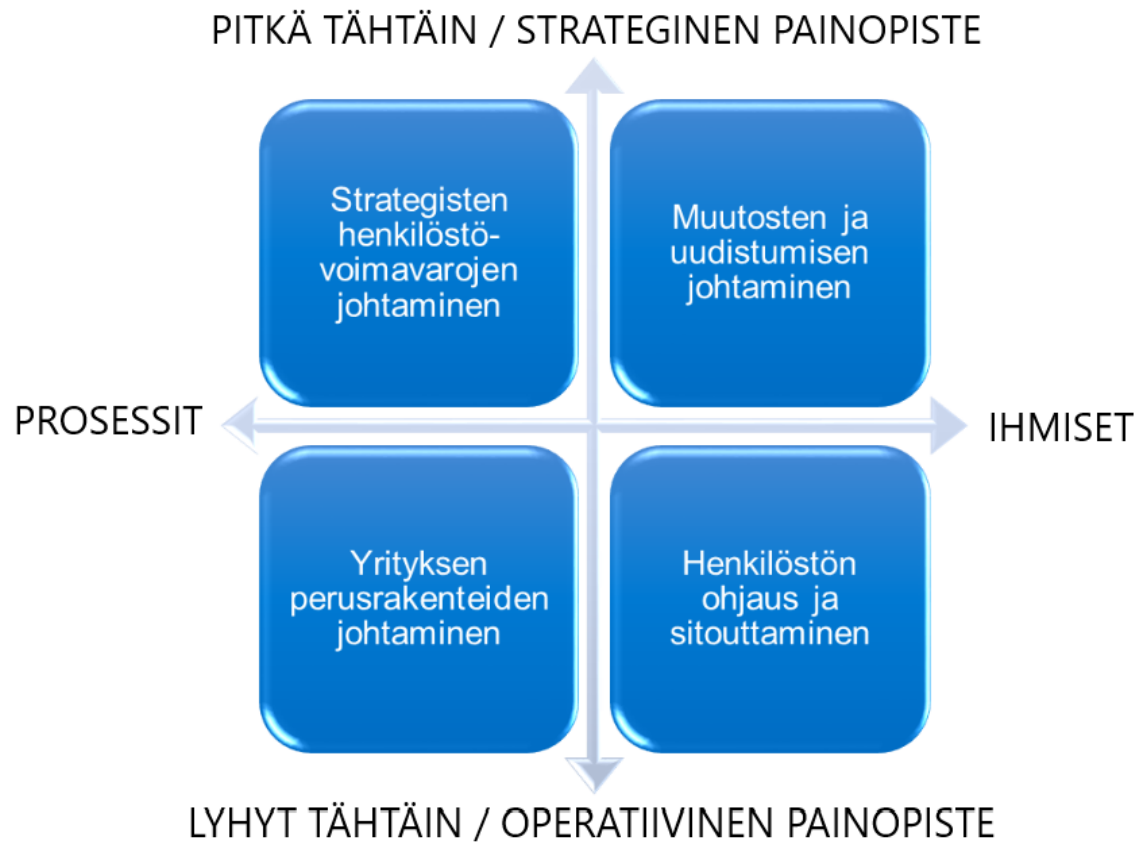 PITKÄ TÄHTÄIN / STRATEGINEN PAINOPISTE
Strategisten
henkilöstö-
voimavarojen
johtaminen
Muutosten ja
uudistumisen
johtaminen
PROSESSIT
IHMISET
Yrityksen
perusrakenteiden
johtaminen
Henkilöstön
ohjaus ja
sitouttaminen
LYHYT TÄHTÄIN / OPERATIIVINEN PAINOPISTE